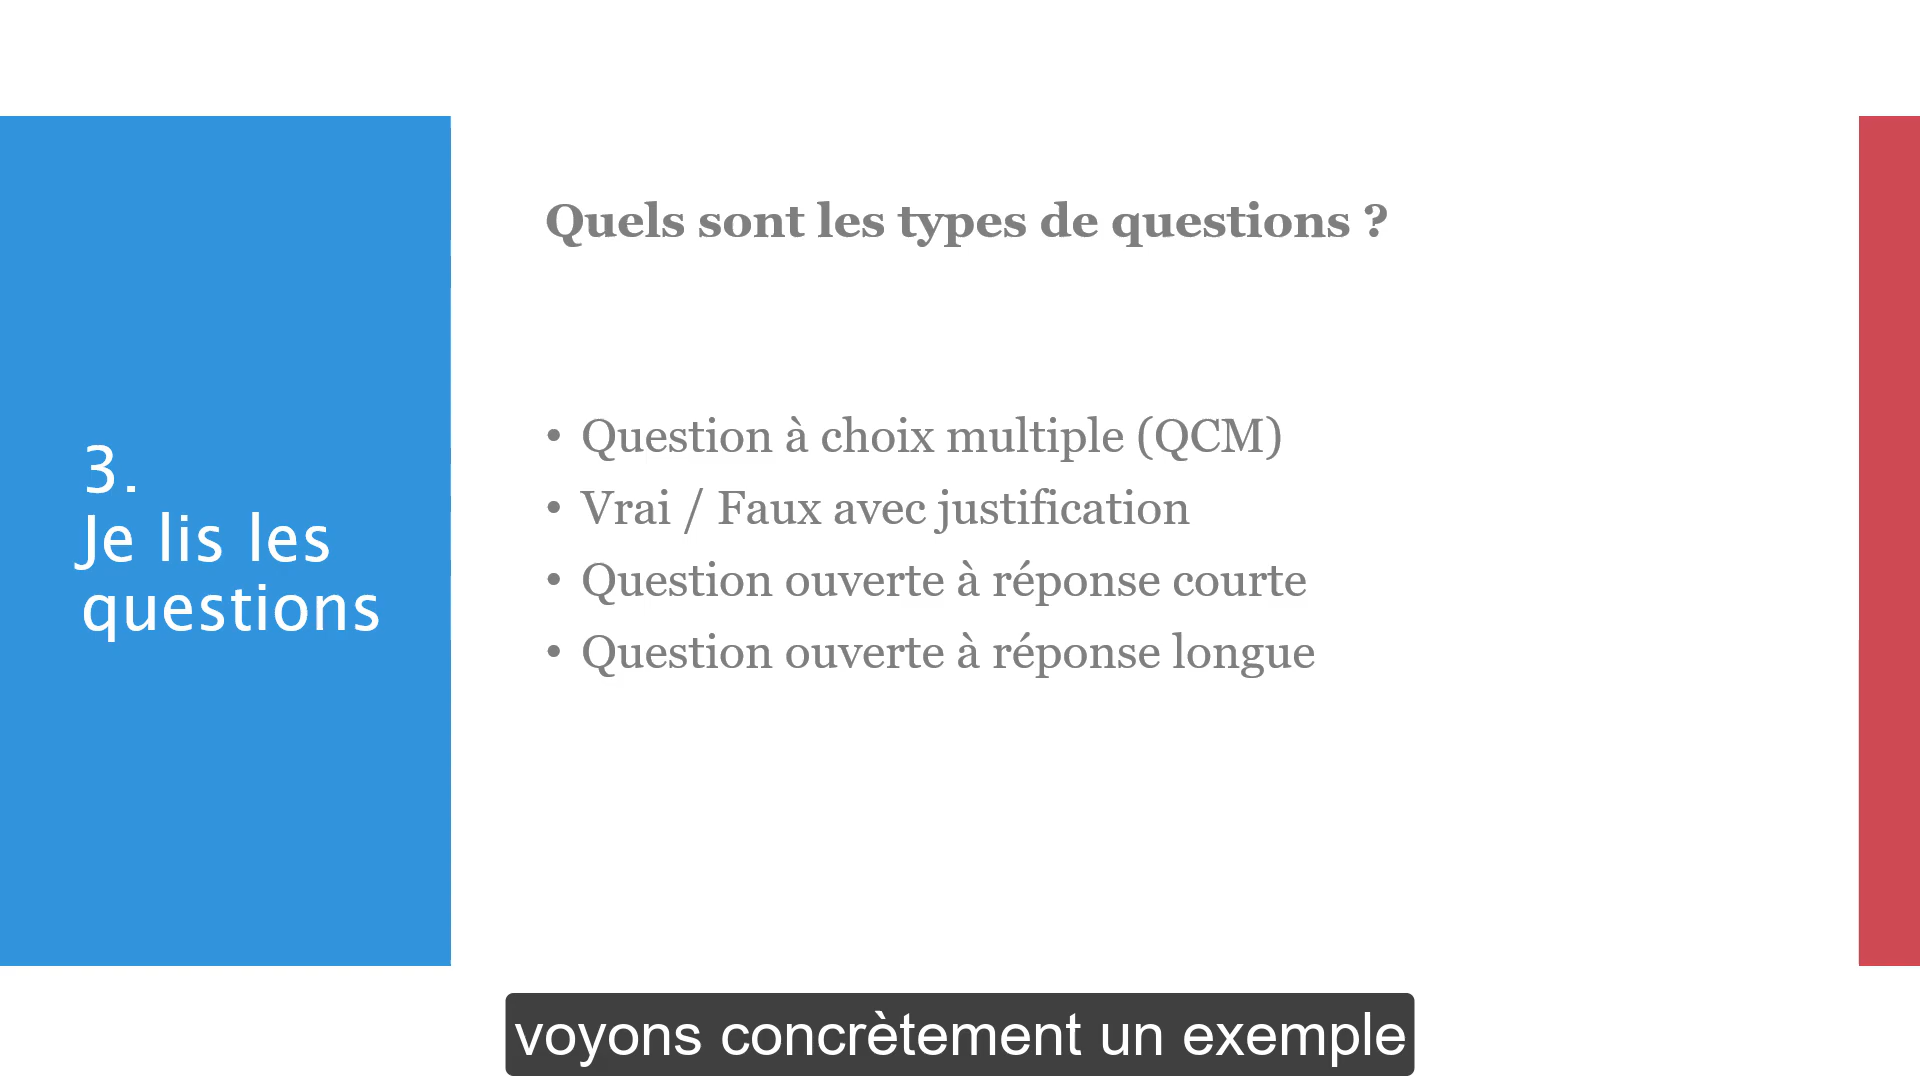 3.
Je lis les
questions
Quels sont les types de questions ?
• Question à choix multiple (QCM)
• Vrai / Faux avec justification
• Question ouverte à réponse courte
• Question ouverte à réponse longue
voyons concrètement un exemple